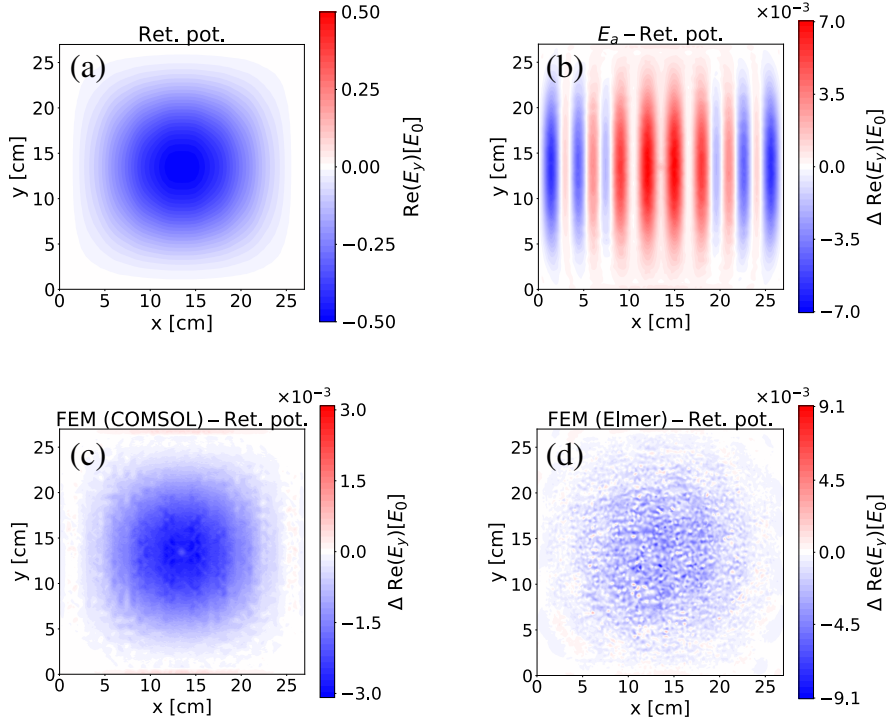 Ret. pot.
(a)
25
20
15
10
5
0
y [cm]
0 5 10 15 20 25
x [cm]
0.50
0.25
0.00
−0.25
−0.50
Re(E_y)[E_0]
E_a − Ret. pot.
(b)
25
20
15
10
5
0
y [cm]
0 5 10 15 20 25
x [cm]
×10⁻³
7.0
3.5
0.0
−3.5
−7.0
Δ Re(E_y)[E_0]
FEM (COMSOL) − Ret. pot.
(c)
25
20
15
10
5
0
y [cm]
0 5 10 15 20 25
x [cm]
×10⁻³
3.0
1.5
0.0
−1.5
−3.0
Δ Re(E_y)[E_0]
FEM (Elmer) − Ret. pot.
(d)
25
20
15
10
5
0
y [cm]
0 5 10 15 20 25
x [cm]
×10⁻³
9.1
4.5
0.0
−4.5
−9.1
Δ Re(E_y)[E_0]